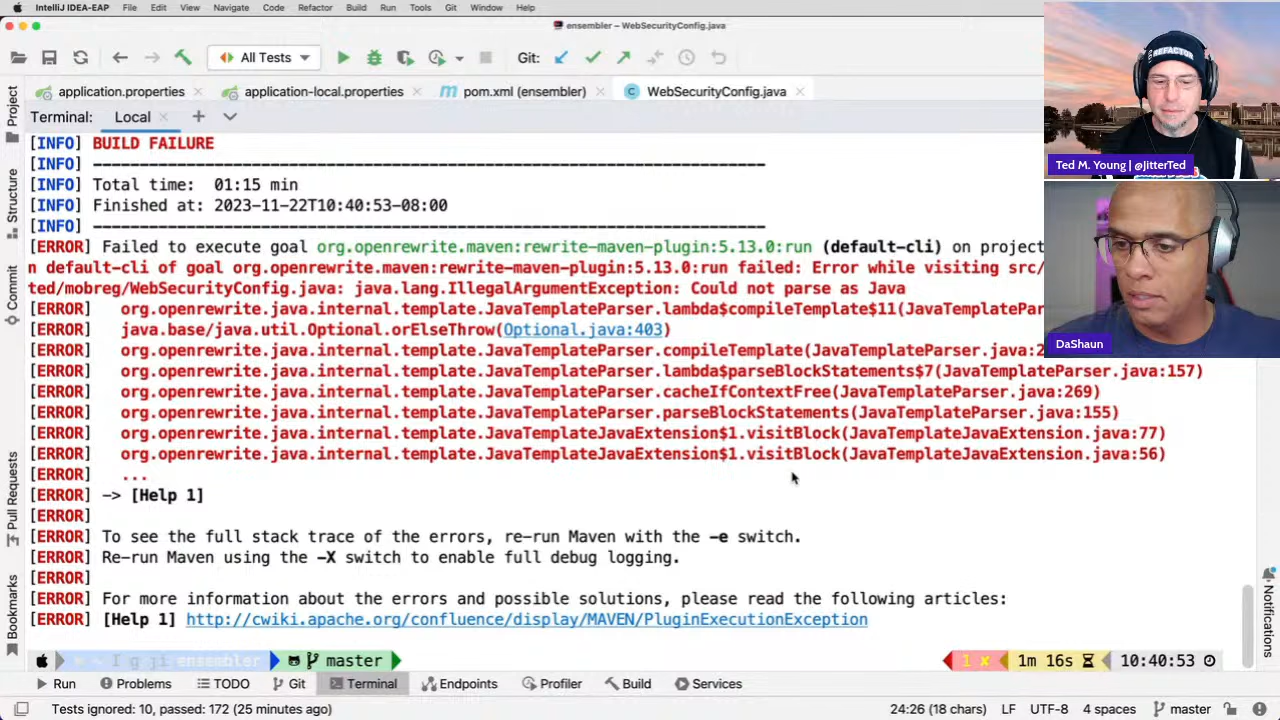 IntelliJ IDEA-EAP File Edit View Navigate Code Refactor Build Run Tools Git Window Help
ensembler – WebSecurityConfig.java
All Tests Git:
application.properties application-local.properties pom.xml (ensembler) WebSecurityConfig.java
Terminal: Local
[INFO] BUILD FAILURE
[INFO] ------------------------------------------------------------------------
[INFO] Total time:  01:15 min
[INFO] Finished at: 2023-11-22T10:40:53-08:00
[INFO] ------------------------------------------------------------------------
[ERROR] Failed to execute goal org.openrewrite.maven:rewrite-maven-plugin:5.13.0:run (default-cli) on project
n default-cli of goal org.openrewrite.maven:rewrite-maven-plugin:5.13.0:run failed: Error while visiting src/
ted/mobreg/WebSecurityConfig.java: java.lang.IllegalArgumentException: Could not parse as Java
[ERROR] org.openrewrite.java.internal.template.JavaTemplateParser.lambda$compileTemplate$11(JavaTemplatePar
[ERROR] java.base/java.util.Optional.orElseThrow(Optional.java:403)
[ERROR] org.openrewrite.java.internal.template.JavaTemplateParser.compileTemplate(JavaTemplateParser.java:2
[ERROR] org.openrewrite.java.internal.template.JavaTemplateParser.lambda$parseBlockStatements$7(JavaTemplateParser.java:157)
[ERROR] org.openrewrite.java.internal.template.JavaTemplateParser.cacheIfContextFree(JavaTemplateParser.java:269)
[ERROR] org.openrewrite.java.internal.template.JavaTemplateParser.parseBlockStatements(JavaTemplateParser.java:155)
[ERROR] org.openrewrite.java.internal.template.JavaTemplateJavaExtension$1.visitBlock(JavaTemplateJavaExtension.java:77)
[ERROR] org.openrewrite.java.internal.template.JavaTemplateJavaExtension$1.visitBlock(JavaTemplateJavaExtension.java:56)
[ERROR] ...
[ERROR] -> [Help 1]
[ERROR]
[ERROR] To see the full stack trace of the errors, re-run Maven with the -e switch.
[ERROR] Re-run Maven using the -X switch to enable full debug logging.
[ERROR]
[ERROR] For more information about the errors and possible solutions, please read the following articles:
[ERROR] [Help 1] http://cwiki.apache.org/confluence/display/MAVEN/PluginExecutionException
ensembler master 1 ✘ 1m 16s 10:40:53
Run Problems TODO Git Terminal Endpoints Profiler Build Services
Tests ignored: 10, passed: 172 (25 minutes ago) 24:26 (18 chars) LF UTF-8 4 spaces master
Project
Structure
Commit
Pull Requests
Bookmarks
Notifications
REFACTOR
Ted M. Young | @JitterTed
DaShaun